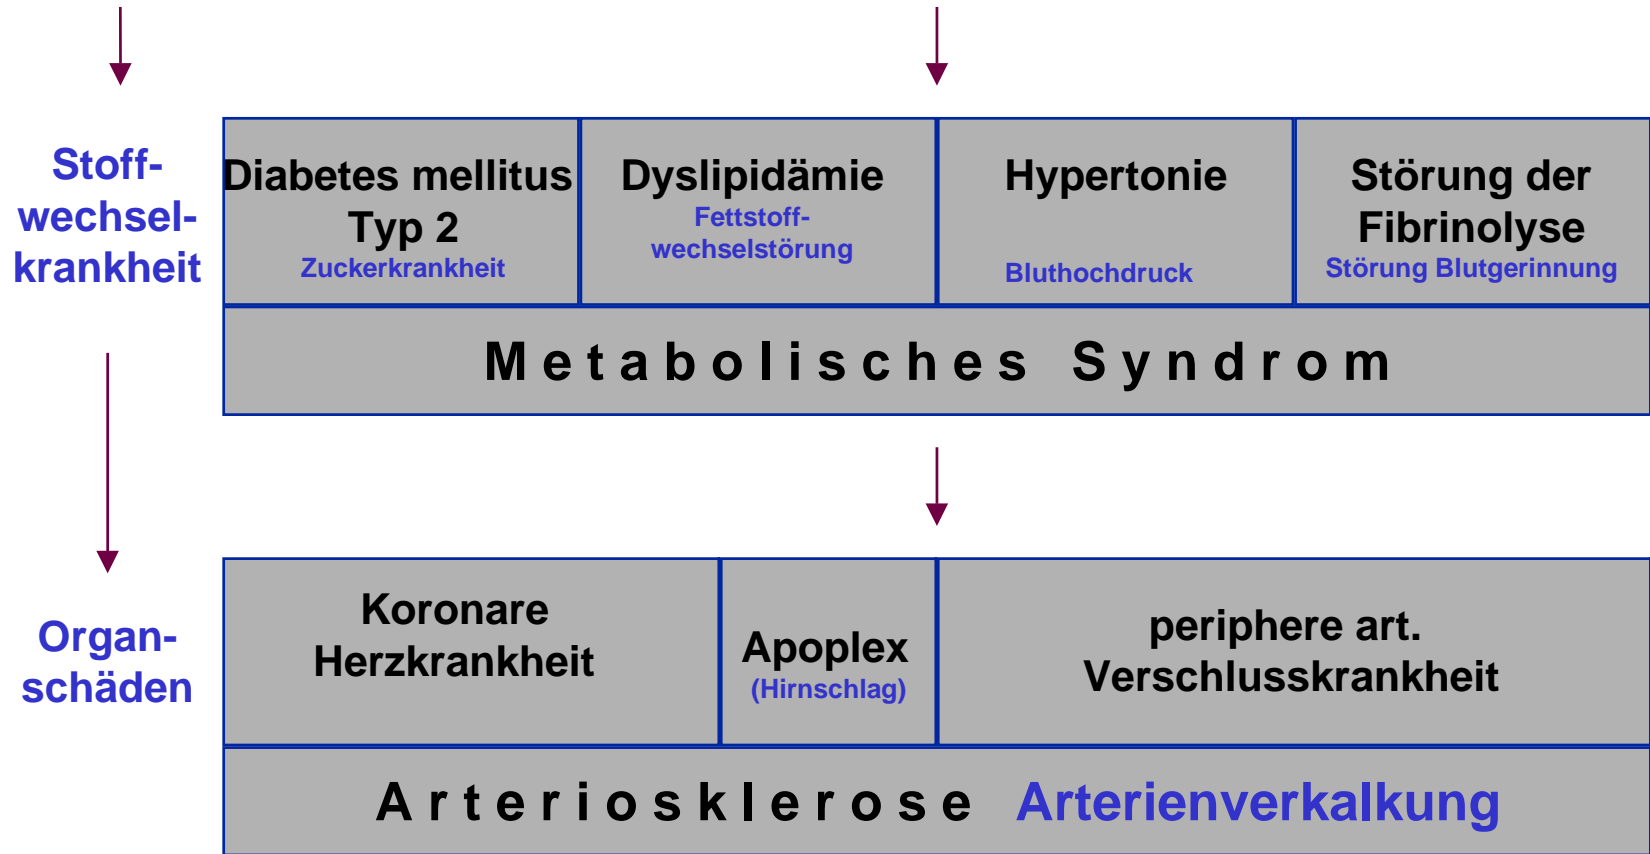 Stoff-
wechsel-
krankheit
Diabetes mellitus
Typ 2
Zuckerkrankheit
Dyslipidämie
Fettstoff-
wechselstörung
Hypertonie
Bluthochdruck
Störung der
Fibrinolyse
Störung Blutgerinnung
Metabolisches Syndrom
Organ-
schäden
Koronare
Herzkrankheit
Apoplex
(Hirnschlag)
periphere art.
Verschlusskrankheit
Arteriosklerose Arterienverkalkung